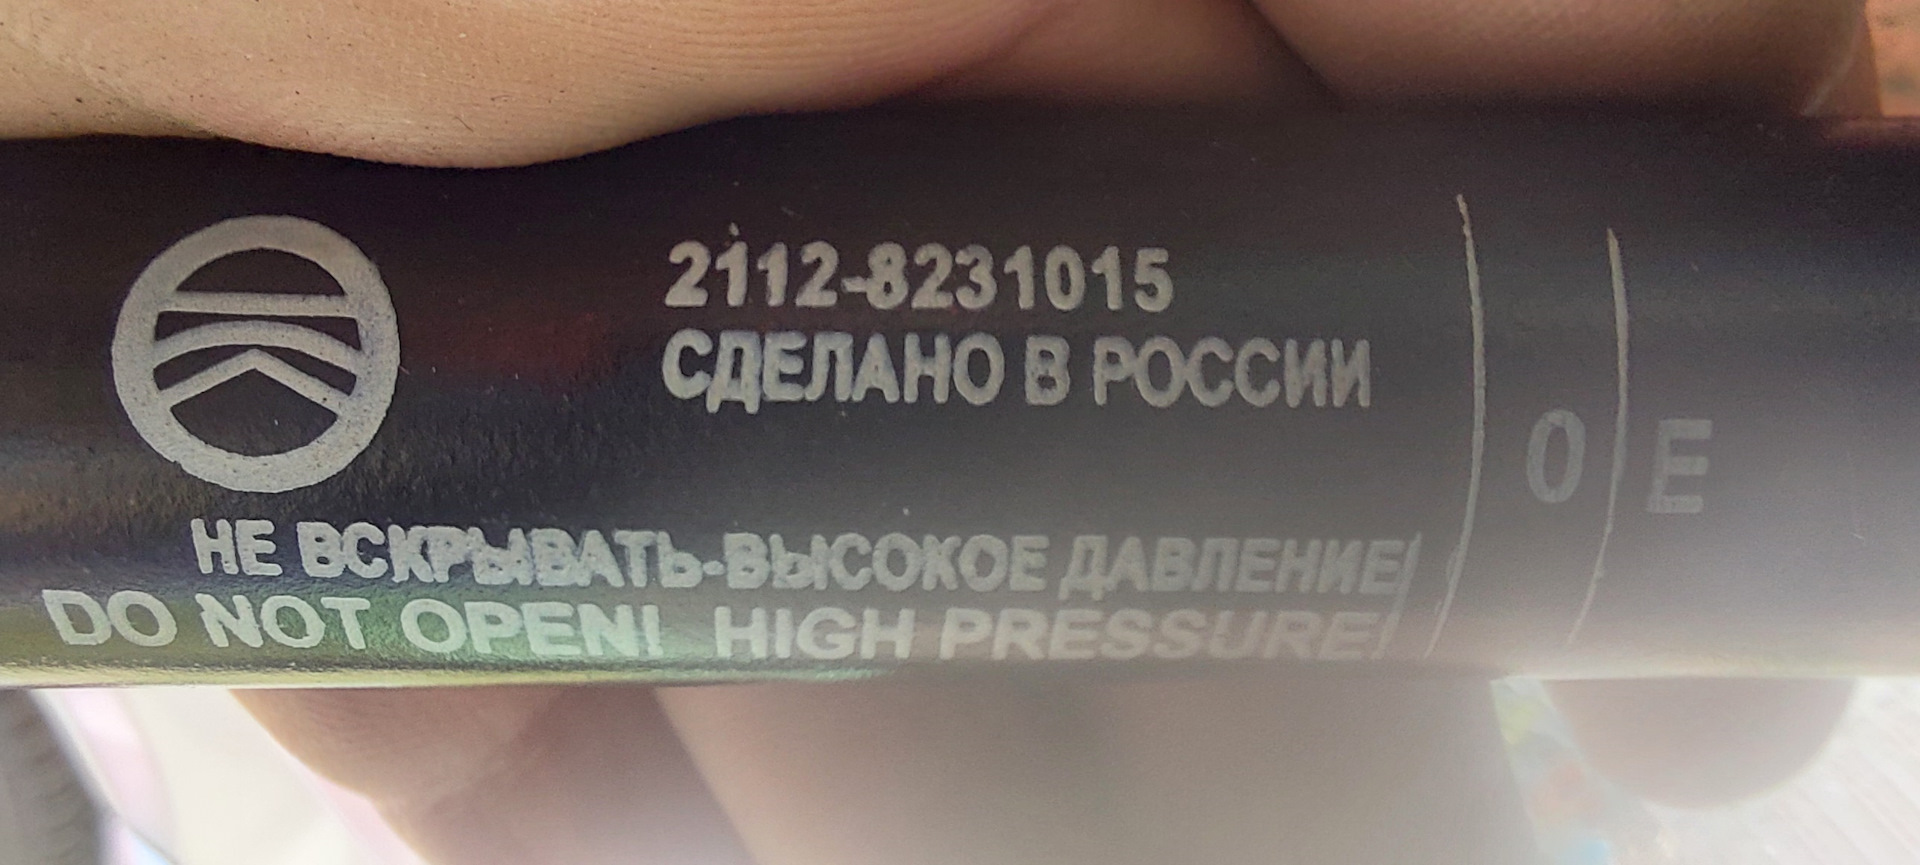 2112-8231015
СДЕЛАНО В РОССИИ
О Е
НЕ ВСКРЫВАТЬ-ВЫСОКОЕ ДАВЛЕНИЕ!
DO NOT OPEN! HIGH PRESSURE!